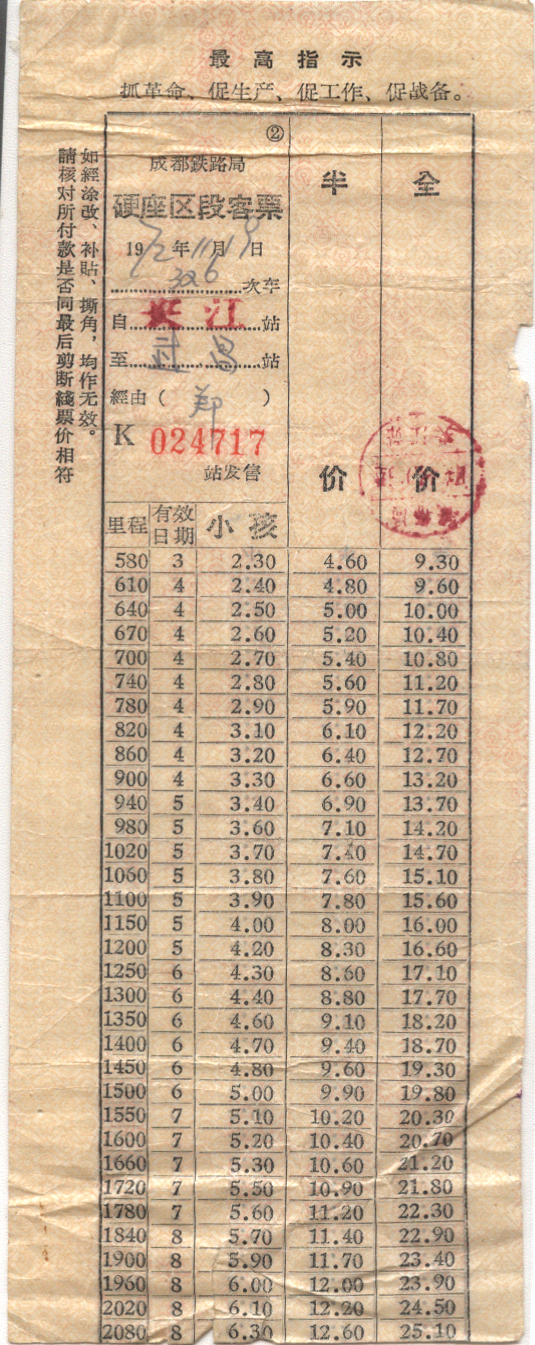 最高指示
抓革命、促生产、促工作、促战备。
如經涂改、补貼、撕角，均作无效。
請核对所付款是否同最后剪断綫票价相符
②
成都鉄路局
硬座区段客票
1972年11月19日
326次车
自 江站
至武昌站
經由（郑）
K 024717
站发售
半价
全价
里程 有效日期 小孩
580 3 2.30 4.60 9.30
610 4 2.40 4.80 9.60
640 4 2.50 5.00 10.00
670 4 2.60 5.20 10.40
700 4 2.70 5.40 10.80
740 4 2.80 5.60 11.20
780 4 2.90 5.90 11.70
820 4 3.10 6.10 12.20
860 4 3.20 6.40 12.70
900 4 3.30 6.60 13.20
940 5 3.40 6.90 13.70
980 5 3.60 7.10 14.20
1020 5 3.70 7.40 14.70
1060 5 3.80 7.60 15.10
1100 5 3.90 7.80 15.60
1150 5 4.00 8.00 16.00
1200 5 4.20 8.30 16.60
1250 6 4.30 8.60 17.10
1300 6 4.40 8.80 17.70
1350 6 4.60 9.10 18.20
1400 6 4.70 9.40 18.70
1450 6 4.80 9.60 19.30
1500 6 5.00 9.90 19.80
1550 7 5.10 10.20 20.30
1600 7 5.20 10.40 20.70
1660 7 5.30 10.60 21.20
1720 7 5.50 10.90 21.80
1780 7 5.60 11.20 22.30
1840 8 5.70 11.40 22.90
1900 8 5.90 11.70 23.40
1960 8 6.00 12.00 23.90
2020 8 6.10 12.20 24.50
2080 8 6.30 12.60 25.10